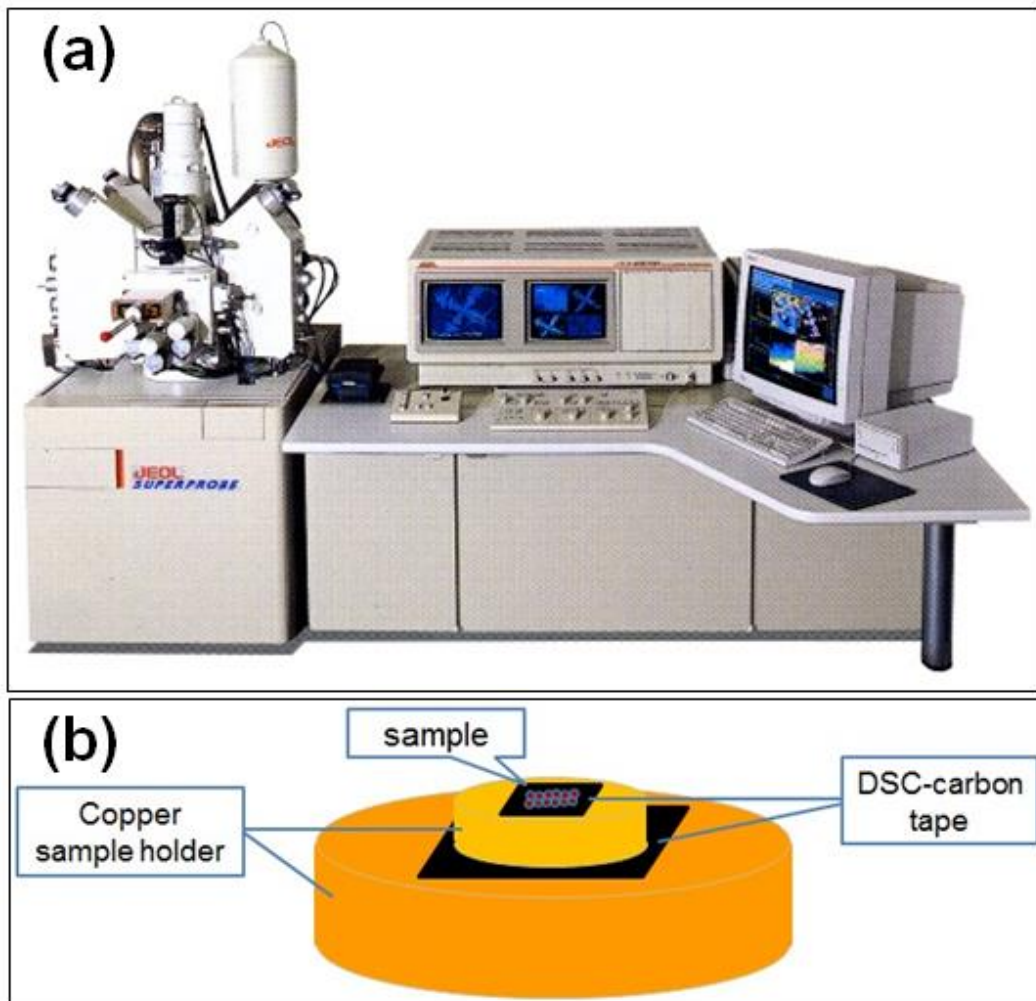 (a)
JEOL
JEOL
SUPERPROBE
(b)
sample
DSC-carbon
tape
Copper
sample holder